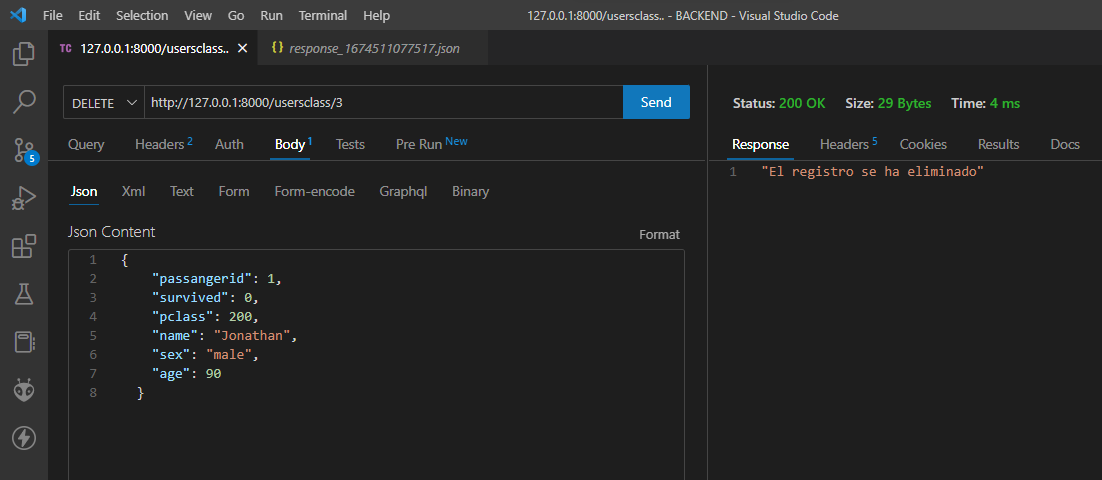 File Edit Selection View Go Run Terminal Help 127.0.0.1:8000/usersclass.. - BACKEND - Visual Studio Code
TC 127.0.0.1:8000/usersclass.. × {} response_1674511077517.json
DELETE http://127.0.0.1:8000/usersclass/3 Send
Status: 200 OK Size: 29 Bytes Time: 4 ms
Query Headers 2 Auth Body 1 Tests Pre Run New
Response Headers 5 Cookies Results Docs
5
1 "El registro se ha eliminado"
Json Xml Text Form Form-encode Graphql Binary
Json Content
Format
1 {
2 "passangerid": 1,
3 "survived": 0,
4 "pclass": 200,
5 "name": "Jonathan",
6 "sex": "male",
7 "age": 90
8 }